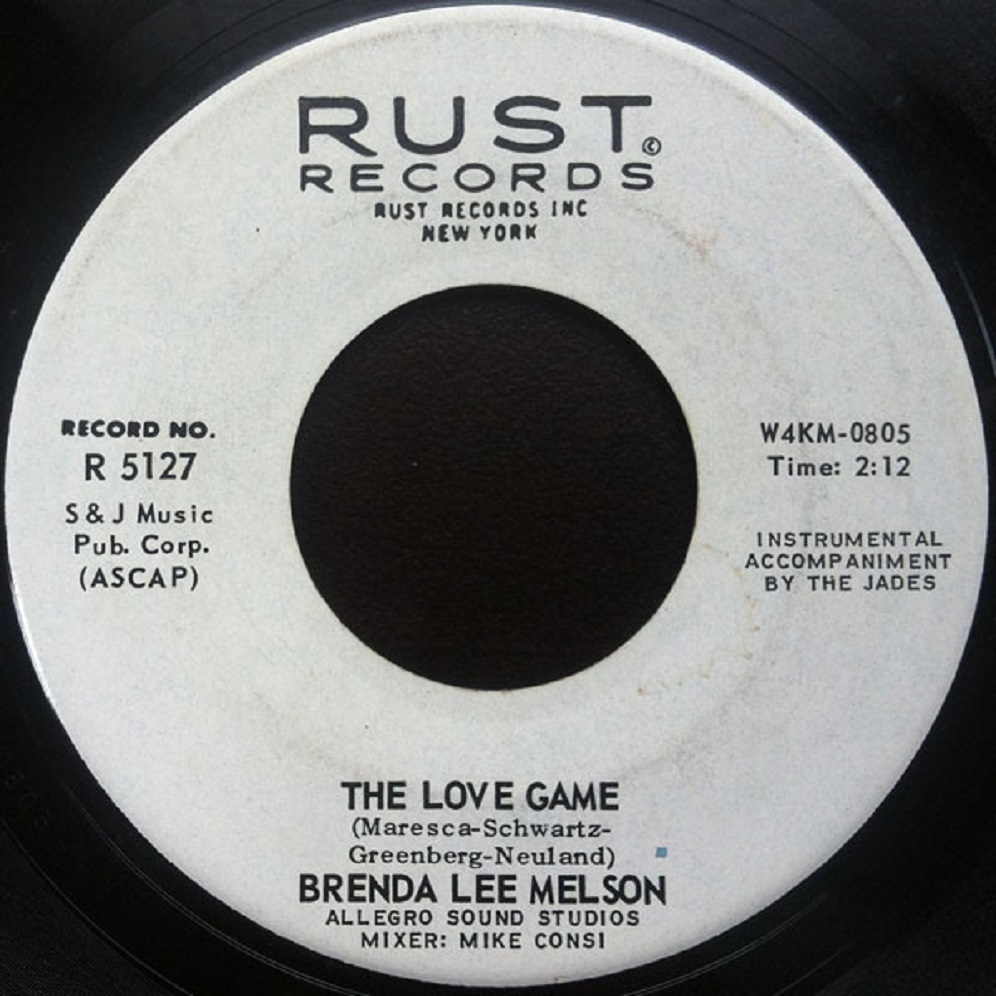 RUST©
RECORDS
RUST RECORDS INC
NEW YORK
RECORD NO.
R 5127
S & J Music
Pub. Corp.
(ASCAP)
W4KM-0805
Time: 2:12
INSTRUMENTAL
ACCOMPANIMENT
BY THE JADES
THE LOVE GAME
(Maresca-Schwartz-
Greenberg-Neuland)
BRENDA LEE MELSON
ALLEGRO SOUND STUDIOS
MIXER: MIKE CONSI